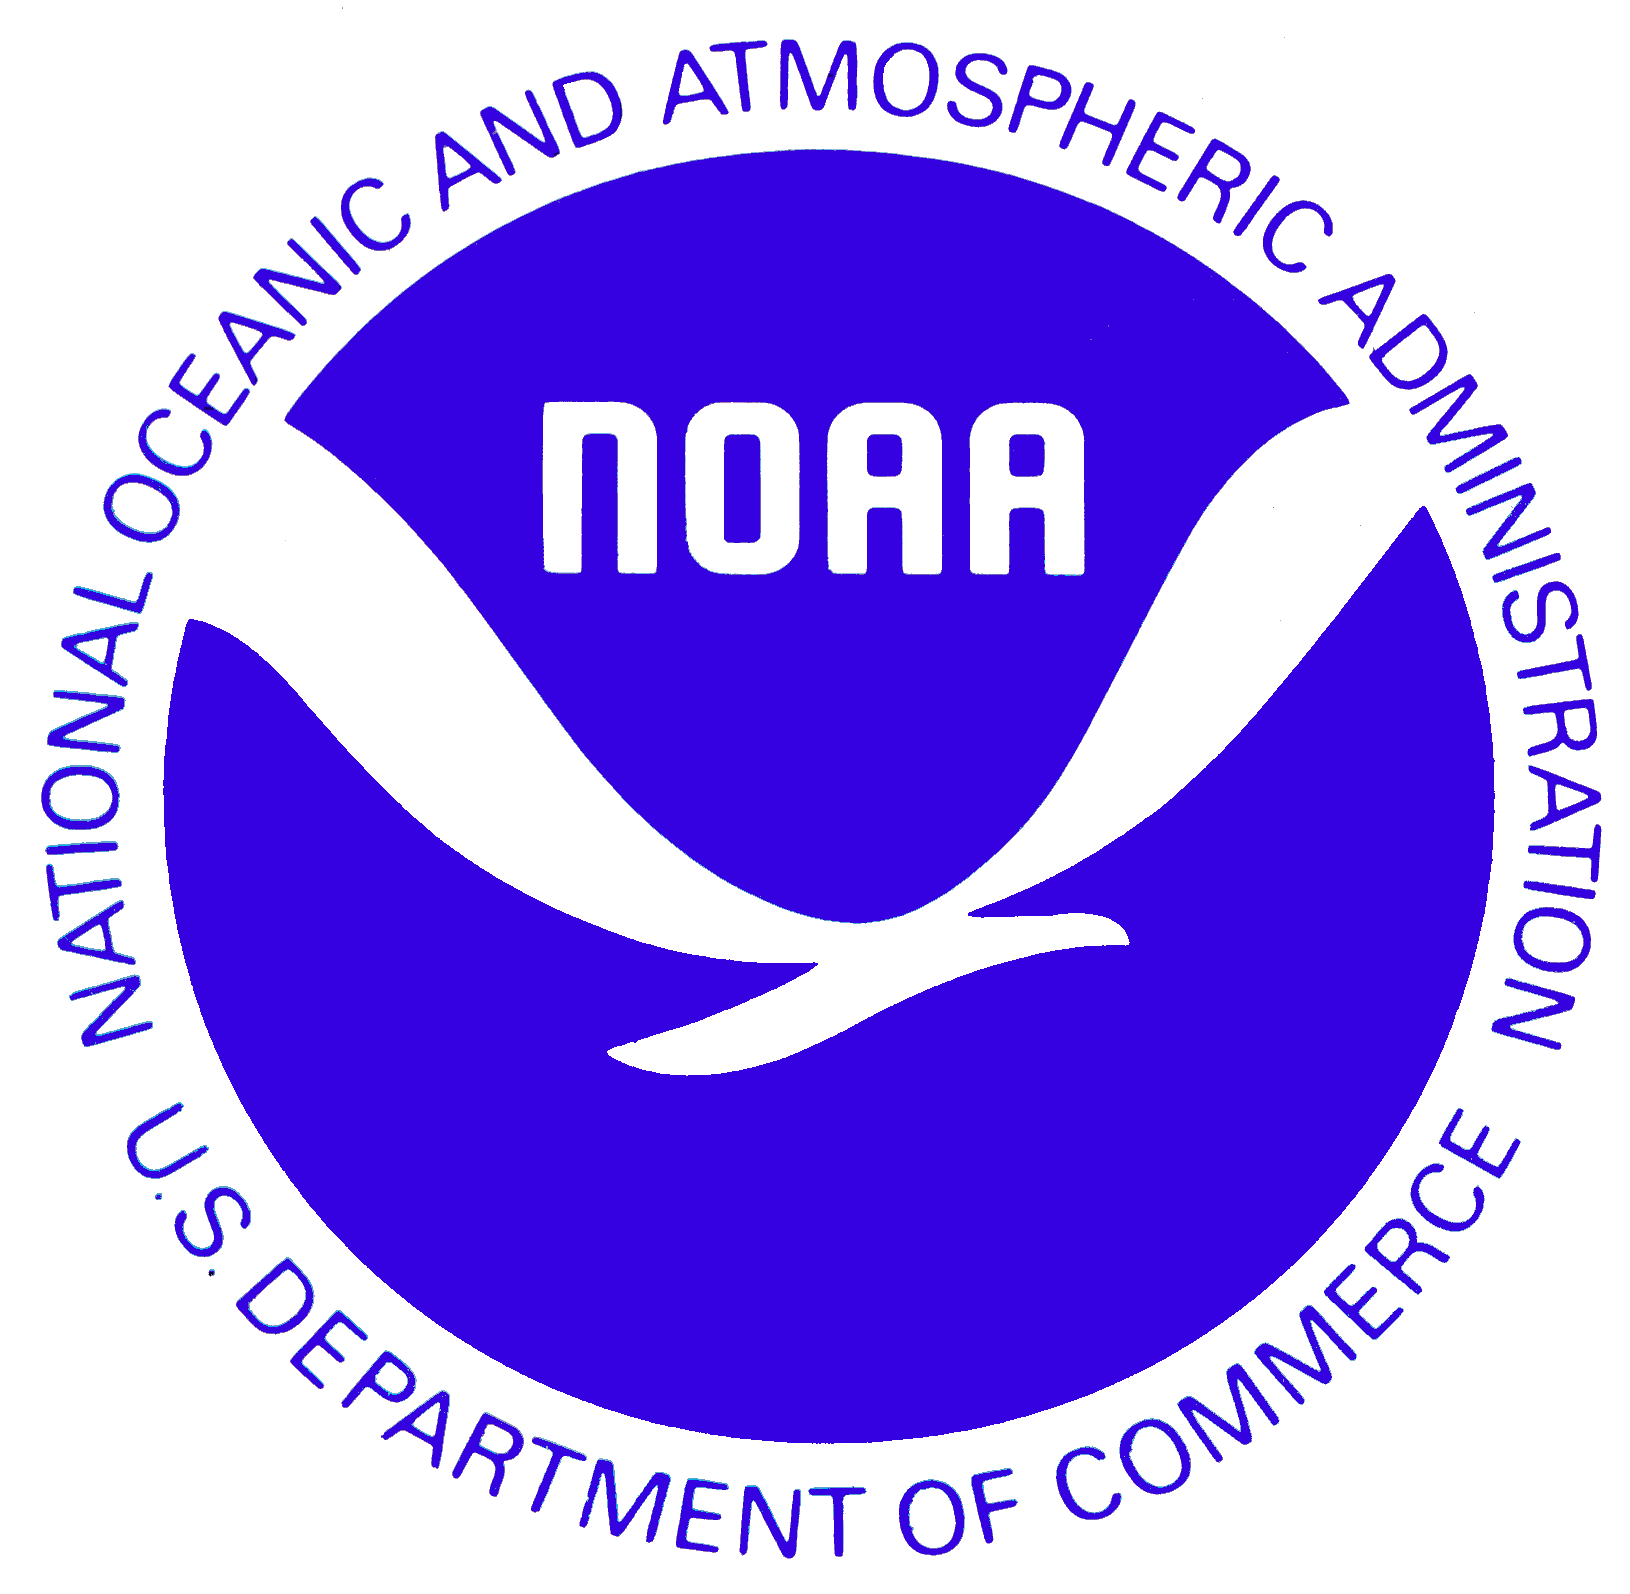 NATIONAL OCEANIC AND ATMOSPHERIC ADMINISTRATION
NOAA
U.S. DEPARTMENT OF COMMERCE